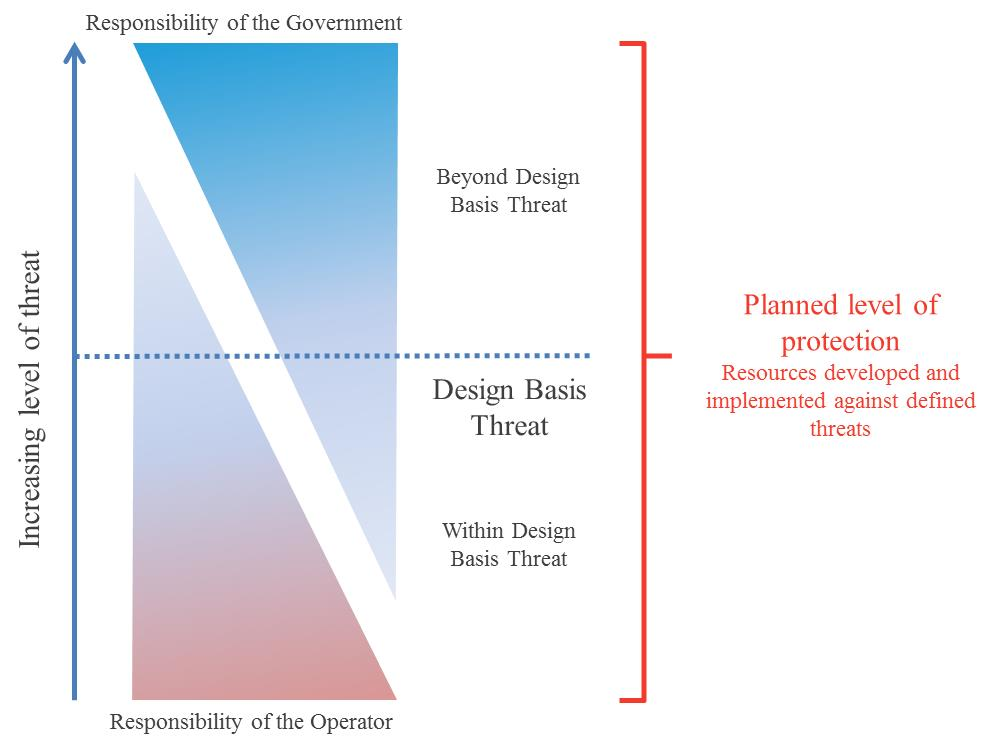 Responsibility of the Government
Increasing level of threat
Beyond Design
Basis Threat
Design Basis
Threat
Within Design
Basis Threat
Planned level of
protection
Resources developed and
implemented against defined
threats
Responsibility of the Operator